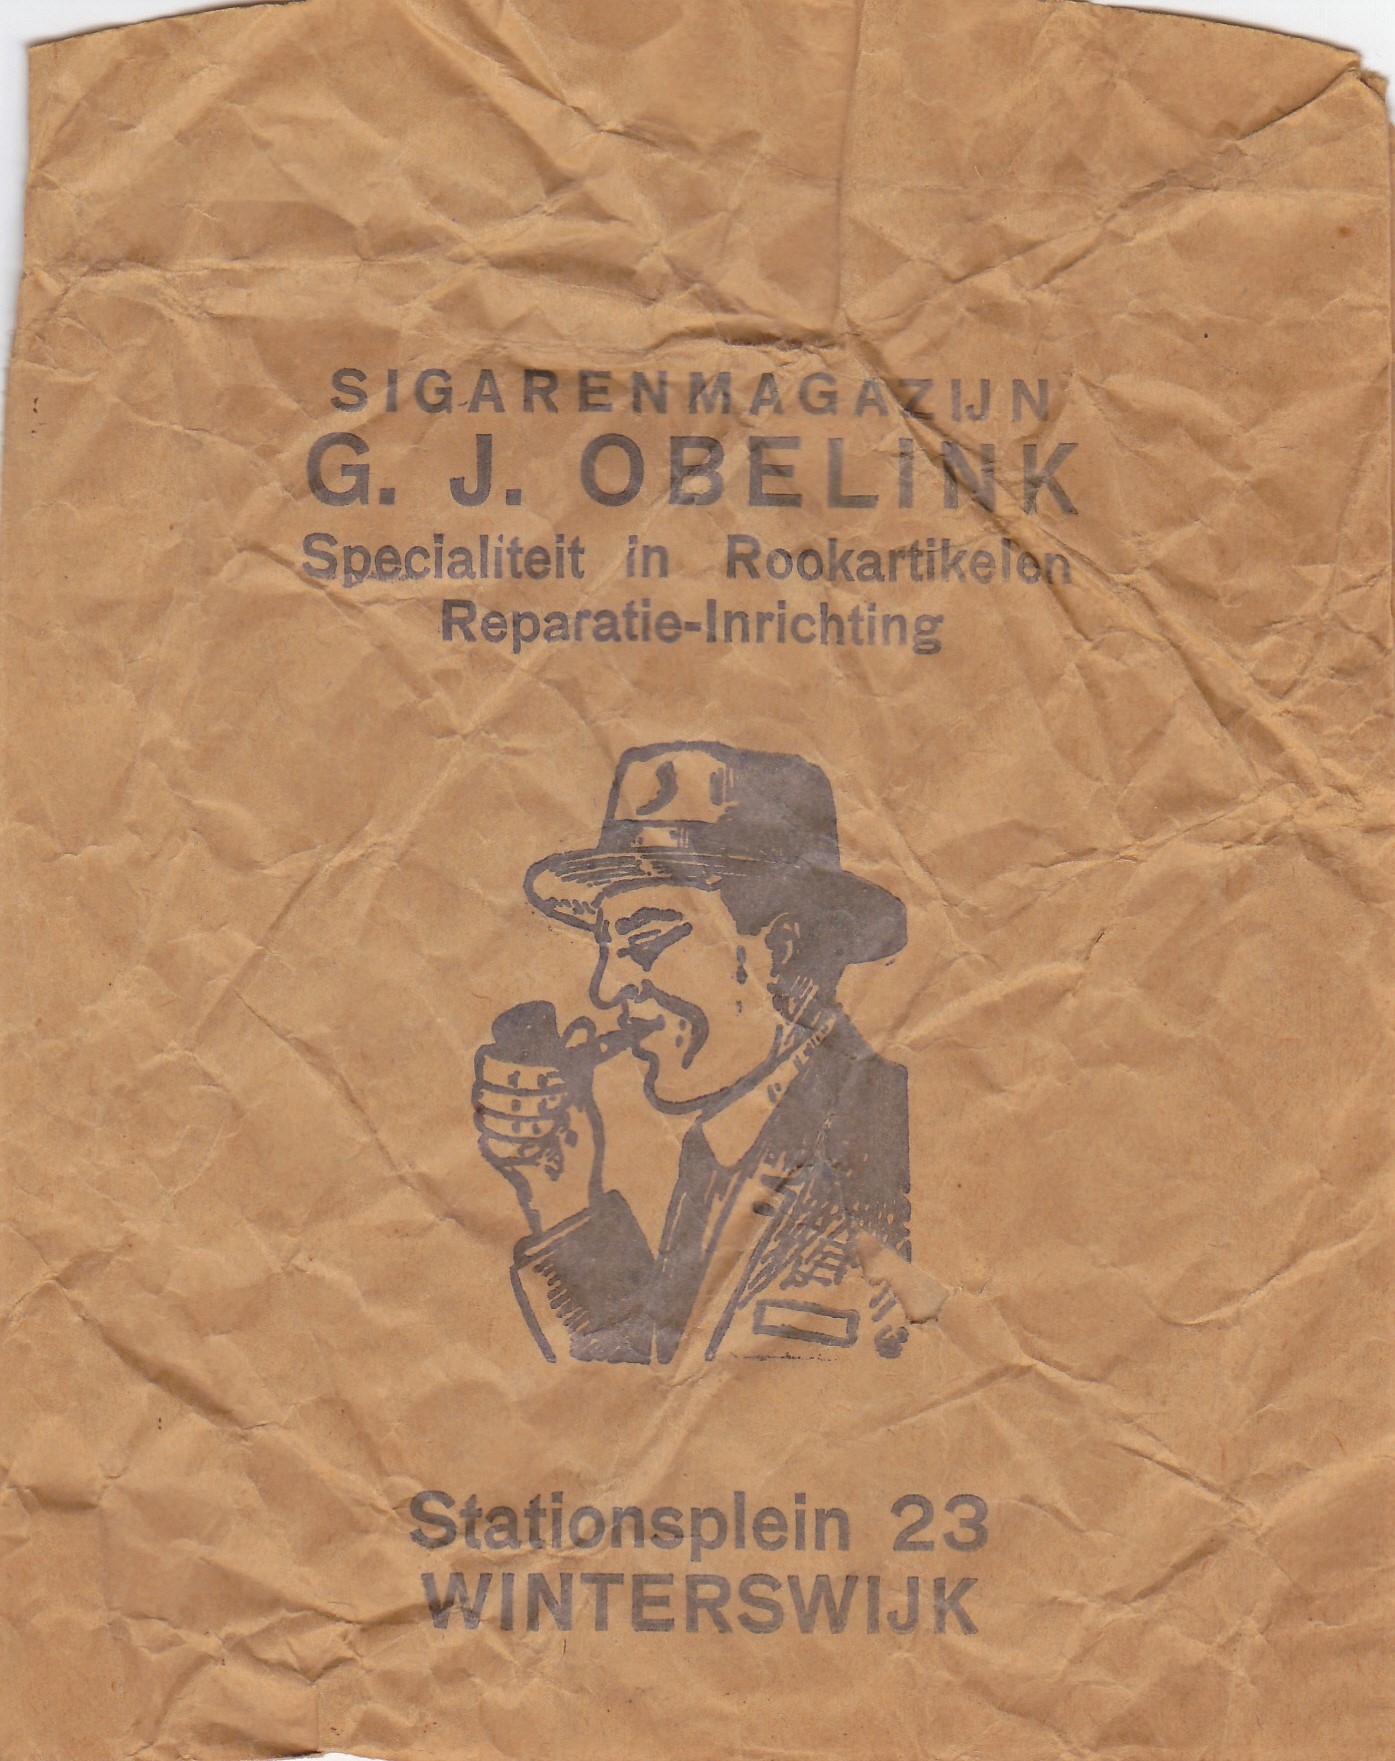 SIGARENMAGAZIJN
G. J. OBELINK
Specialiteit in Rookartikelen
Reparatie-Inrichting
Stationsplein 23
WINTERSWIJK